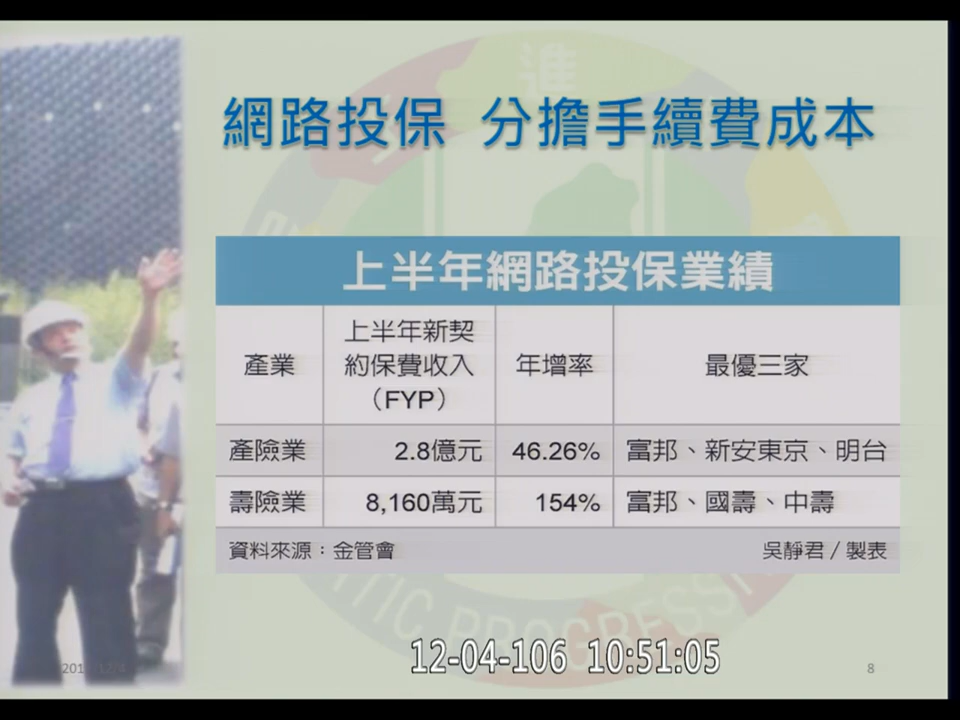 進
網路投保 分擔手續費成本
上半年網路投保業績
產業
上半年新契
約保費收入
（FYP）
年增率
最優三家
產險業 2.8億元 46.26% 富邦、新安東京、明台
壽險業 8,160萬元 154% 富邦、國壽、中壽
資料來源：金管會 吳靜君／製表
TIC PROGRESSI
12-04-106 10:51:05
8